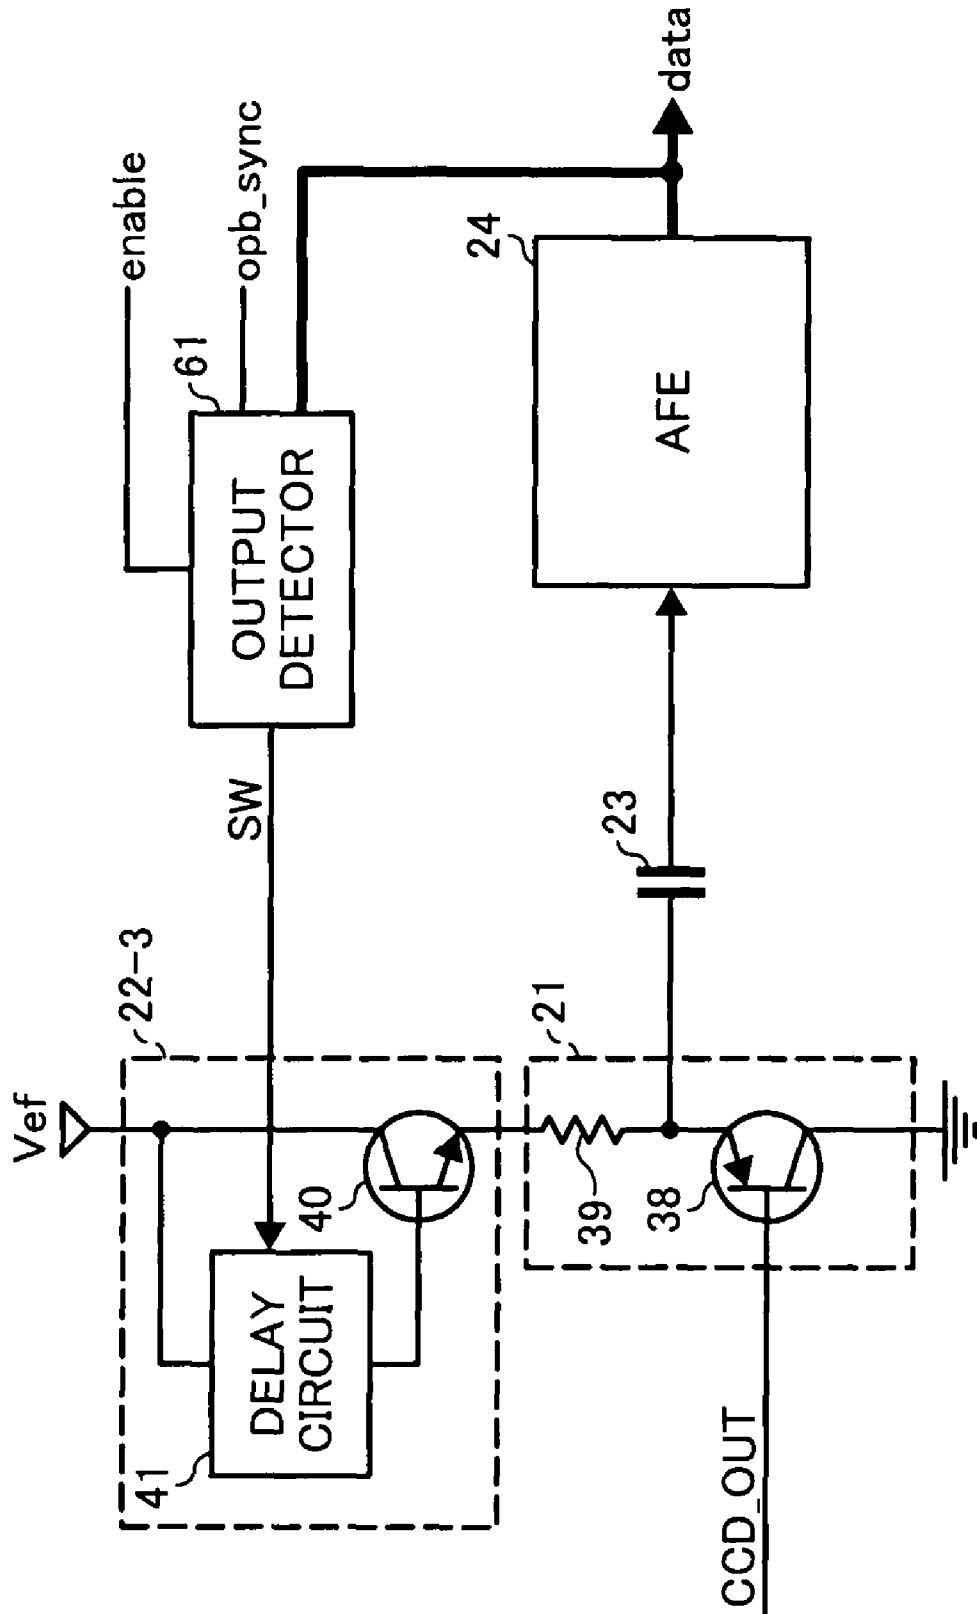 Vef
22-3
SW
61
enable
opb_sync
41
DELAY
CIRCUIT
40
OUTPUT
DETECTOR
39
38
21
23
24
AFE
data
CCD_OUT